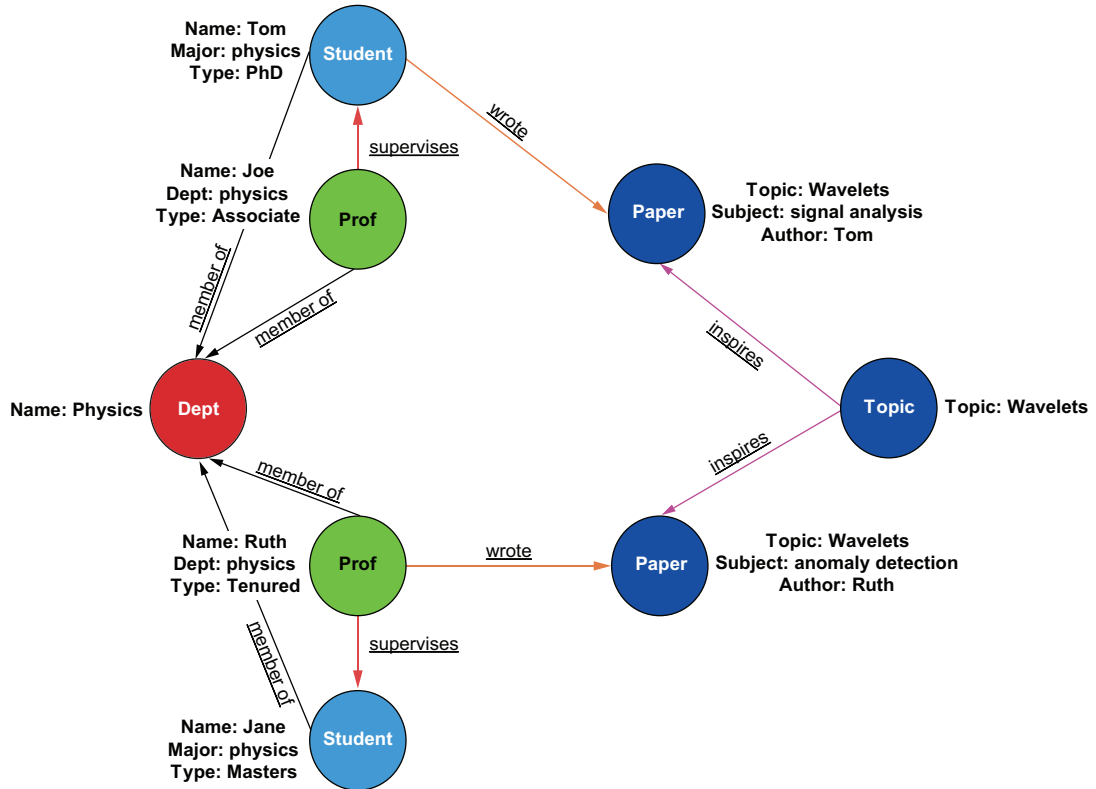 Name: Tom
Major: physics
Type: PhD
Student
wrote
supervises
Name: Joe
Dept: physics
Type: Associate
Prof
Paper
Topic: Wavelets
Subject: signal analysis
Author: Tom
member of
member of
inspires
Name: Physics
Dept
Topic
Topic: Wavelets
member of
inspires
Name: Ruth
Dept: physics
Type: Tenured
Prof
wrote
Paper
Topic: Wavelets
Subject: anomaly detection
Author: Ruth
member of
supervises
Name: Jane
Major: physics
Type: Masters
Student